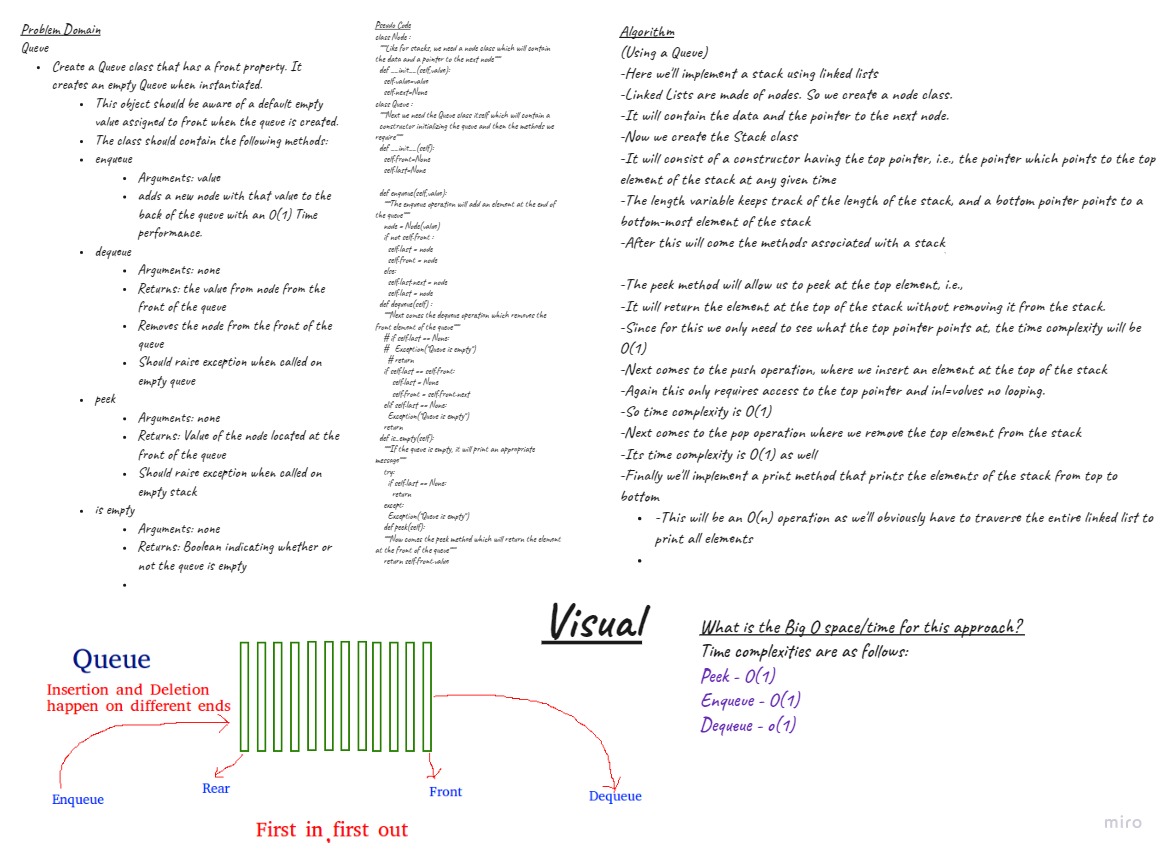 Problem Domain
Queue
• Create a Queue class that has a front property. It
creates an empty Queue when instantiated.
• This object should be aware of a default empty
value assigned to front when the queue is created.
• The class should contain the following methods:
• enqueue
• Arguments: value
• adds a new node with that value to the
back of the queue with an O(1) Time
performance.
• dequeue
• Arguments: none
• Returns: the value from node from the
front of the queue
• Removes the node from the front of the
queue
• Should raise exception when called on
empty queue
• peek
• Arguments: none
• Returns: Value of the node located at the
front of the queue
• Should raise exception when called on
empty stack
• is empty
• Arguments: none
• Returns: Boolean indicating whether or
not the queue is empty
•
Pseudo Code
class Node :
"""Like for stacks, we need a node class which will contain
the data and a pointer to the next node"""
def __init__(self,value):
self.value=value
self.next=None
class Queue :
"""Next we need the Queue class itself which will contain a
constructor initializing the queue and then the methods we
require"""
def __init__(self):
self.front=None
self.last=None
def enqueue(self,value):
"""The enqueue operation will add an element at the end of
the queue"""
node = Node(value)
if not self.front :
self.last = node
self.front = node
else:
self.last.next = node
self.last = node
def dequeue(self) :
"""Next comes the dequeue operation which removes the
front element of the queue"""
# if self.last == None:
# Exception("Queue is empty")
# return
if self.last == self.front:
self.last = None
self.front = self.front.next
elif self.last == None:
Exception("Queue is empty")
return
def is_empty(self):
"""If the queue is empty, it will print an appropriate
message"""
try:
if self.last == None:
return
except:
Exception("Queue is empty")
def peek(self):
"""Now comes the peek method which will return the element
at the front of the queue"""
return self.front.value
Algorithm
(Using a Queue)
-Here we'll implement a stack using linked lists
-Linked Lists are made of nodes. So we create a node class.
-It will contain the data and the pointer to the next node.
-Now we create the Stack class
-It will consist of a constructor having the top pointer, i.e., the pointer which points to the top
element of the stack at any given time
-The length variable keeps track of the length of the stack, and a bottom pointer points to a
bottom-most element of the stack
-After this will come the methods associated with a stack
-The peek method will allow us to peek at the top element, i.e.,
-It will return the element at the top of the stack without removing it from the stack.
-Since for this we only need to see what the top pointer points at, the time complexity will be
O(1)
-Next comes to the push operation, where we insert an element at the top of the stack
-Again this only requires access to the top pointer and inl=volves no looping.
-So time complexity is O(1)
-Next comes to the pop operation where we remove the top element from the stack
-Its time complexity is O(1) as well
-Finally we'll implement a print method that prints the elements of the stack from top to
bottom
• -This will be an O(n) operation as we'll obviously have to traverse the entire linked list to
print all elements
•
Visual
Queue
Insertion and Deletion
happen on different ends
Enqueue
Rear
Front
Dequeue
First in first out
What is the Big O space/time for this approach?
Time complexities are as follows:
Peek - O(1)
Enqueue - O(1)
Dequeue - o(1)
miro